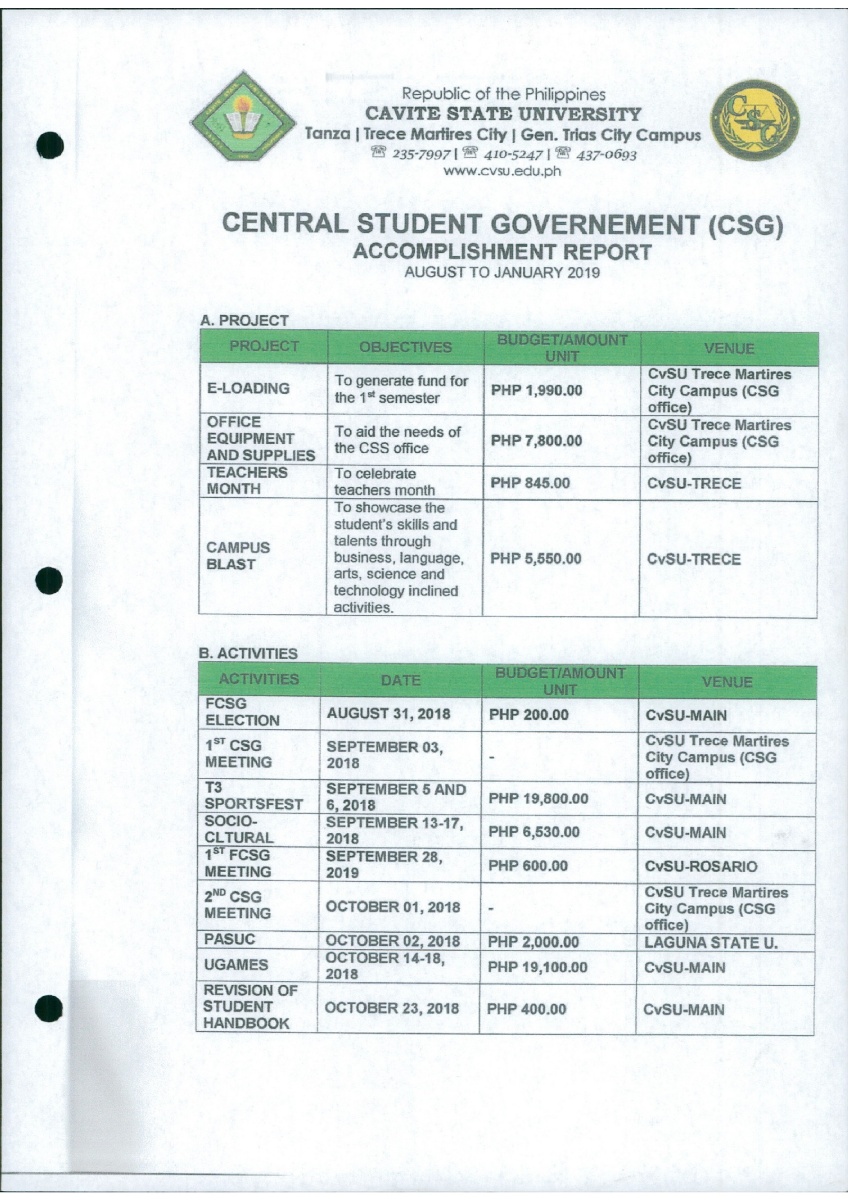 Republic of the Philippines
CAVITE STATE UNIVERSITY
Tanza | Trece Martires City | Gen. Trias City Campus
☏ 235-7997 | ☏ 410-5247 | ☏ 437-0693
www.cvsu.edu.ph
CSG
CENTRAL STUDENT GOVERNEMENT (CSG)
ACCOMPLISHMENT REPORT
AUGUST TO JANUARY 2019
A. PROJECT
PROJECT OBJECTIVES BUDGET/AMOUNT UNIT VENUE
E-LOADING To generate fund for the 1st semester PHP 1,990.00 CvSU Trece Martires City Campus (CSG office)
OFFICE EQUIPMENT AND SUPPLIES To aid the needs of the CSS office PHP 7,800.00 CvSU Trece Martires City Campus (CSG office)
TEACHERS MONTH To celebrate teachers month PHP 845.00 CvSU-TRECE
CAMPUS BLAST To showcase the student's skills and talents through business, language, arts, science and technology inclined activities. PHP 5,550.00 CvSU-TRECE
B. ACTIVITIES
ACTIVITIES DATE BUDGET/AMOUNT UNIT VENUE
FCSG ELECTION AUGUST 31, 2018 PHP 200.00 CvSU-MAIN
1ST CSG MEETING SEPTEMBER 03, 2018 - CvSU Trece Martires City Campus (CSG office)
T3 SPORTSFEST SEPTEMBER 5 AND 6, 2018 PHP 19,800.00 CvSU-MAIN
SOCIO-CLTURAL SEPTEMBER 13-17, 2018 PHP 6,530.00 CvSU-MAIN
1ST FCSG MEETING SEPTEMBER 28, 2019 PHP 600.00 CvSU-ROSARIO
2ND CSG MEETING OCTOBER 01, 2018 - CvSU Trece Martires City Campus (CSG office)
PASUC OCTOBER 02, 2018 PHP 2,000.00 LAGUNA STATE U.
UGAMES OCTOBER 14-18, 2018 PHP 19,100.00 CvSU-MAIN
REVISION OF STUDENT HANDBOOK OCTOBER 23, 2018 PHP 400.00 CvSU-MAIN